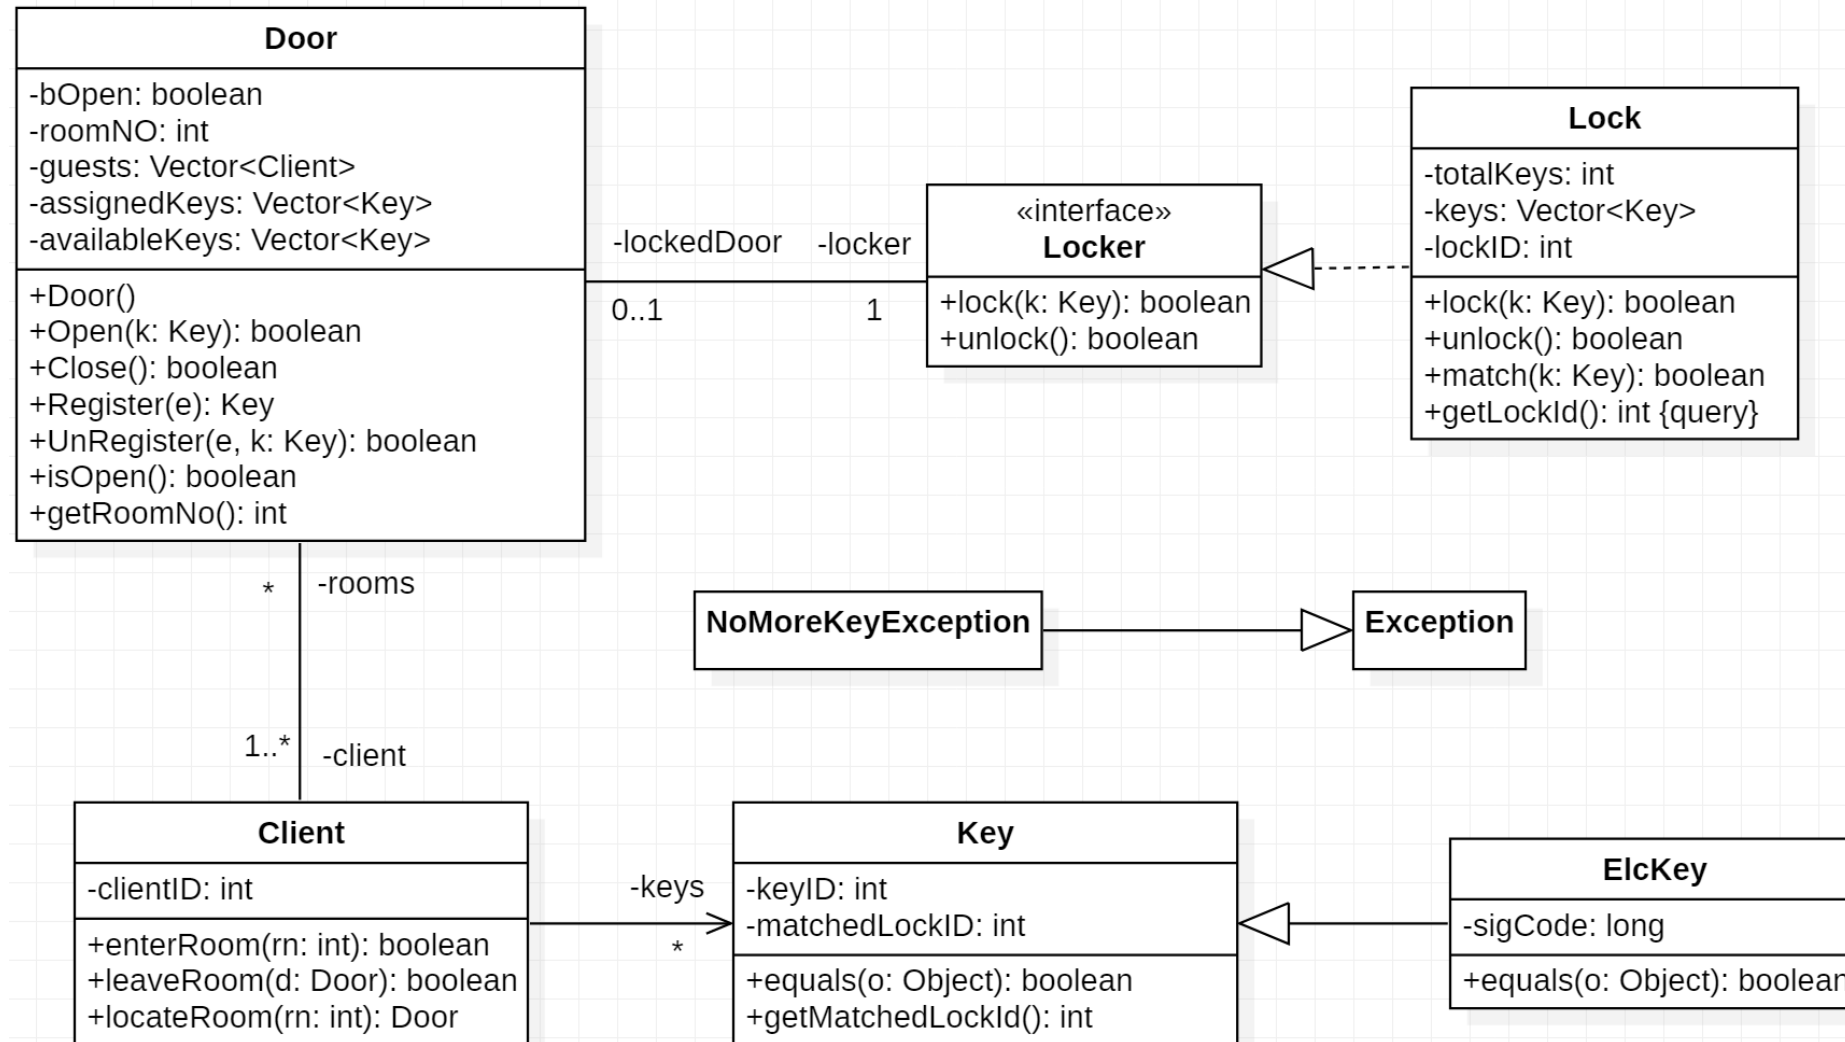 Door
-bOpen: boolean
-roomNO: int
-guests: Vector<Client>
-assignedKeys: Vector<Key>
-availableKeys: Vector<Key>
+Door()
+Open(k: Key): boolean
+Close(): boolean
+Register(e): Key
+UnRegister(e, k: Key): boolean
+isOpen(): boolean
+getRoomNo(): int
-lockedDoor
-locker
0..1
1
«interface»
Locker
+lock(k: Key): boolean
+unlock(): boolean
Lock
-totalKeys: int
-keys: Vector<Key>
-lockID: int
+lock(k: Key): boolean
+unlock(): boolean
+match(k: Key): boolean
+getLockId(): int {query}
*
-rooms
1..*
-client
NoMoreKeyException
Exception
Client
-clientID: int
+enterRoom(rn: int): boolean
+leaveRoom(d: Door): boolean
+locateRoom(rn: int): Door
-keys
*
Key
-keyID: int
-matchedLockID: int
+equals(o: Object): boolean
+getMatchedLockId(): int
ElcKey
-sigCode: long
+equals(o: Object): boolean